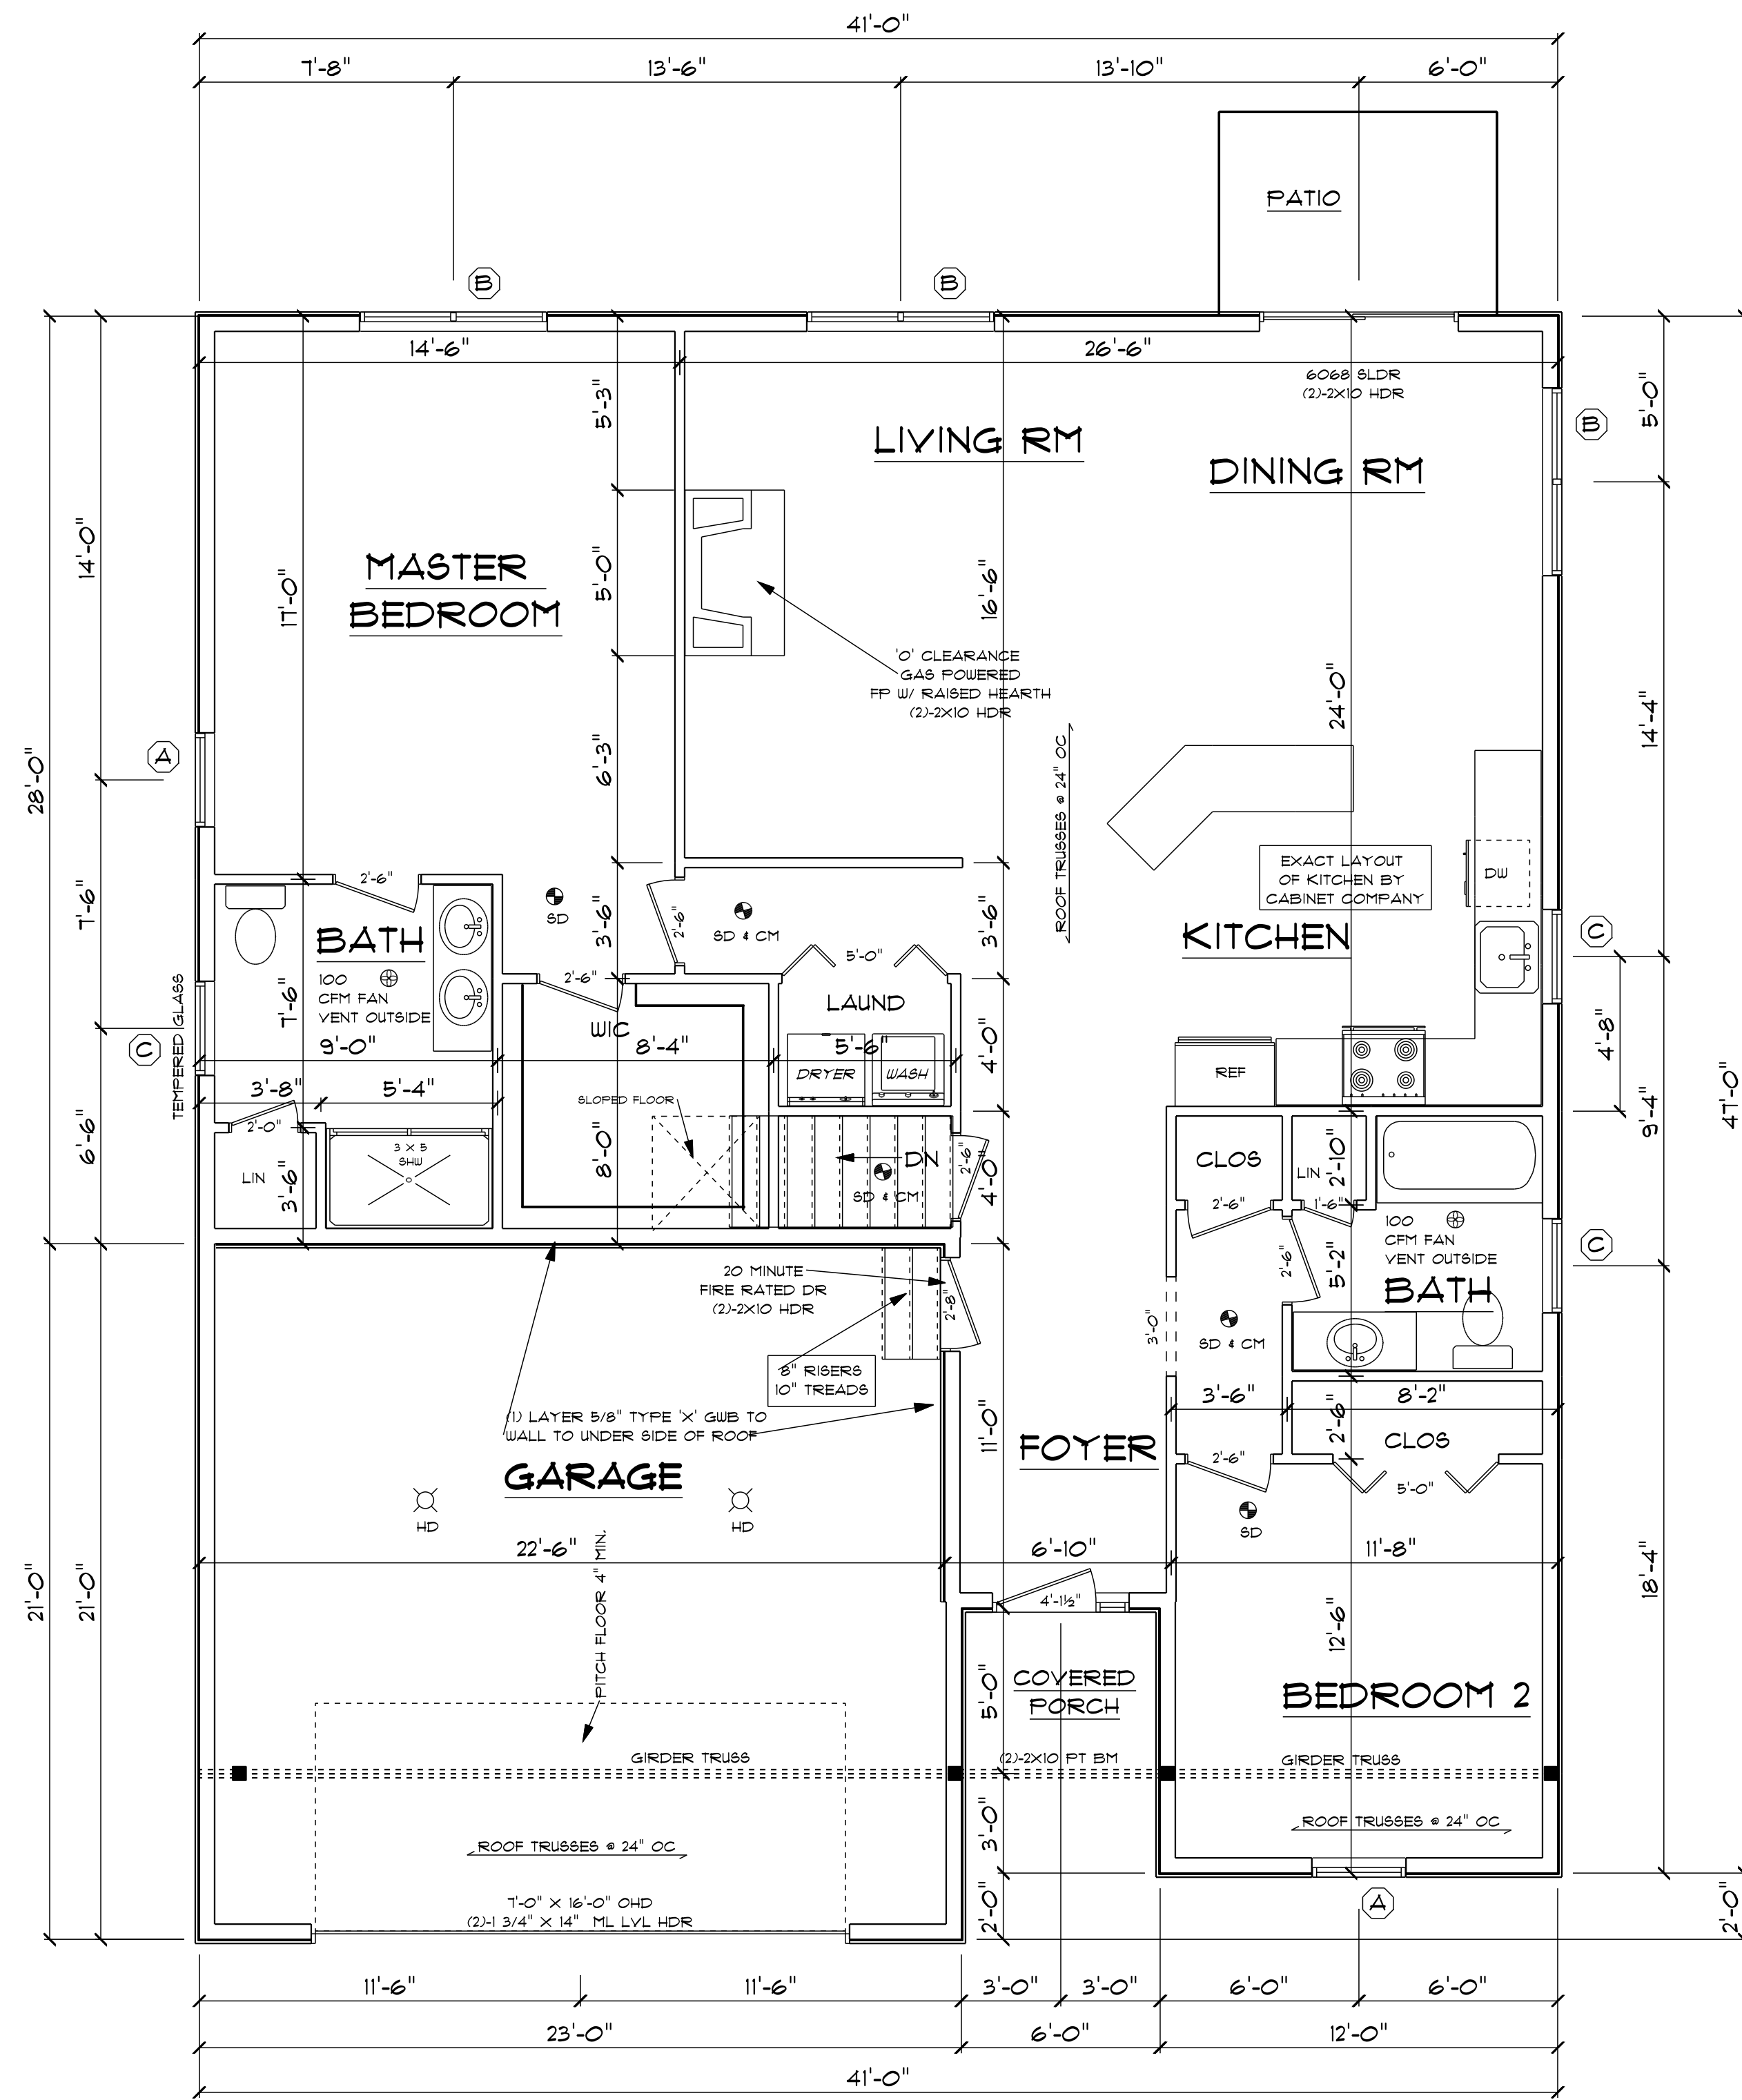 41'-0"
7'-8" 13'-6" 13'-10" 6'-0"
PATIO
B B
14'-6" 26'-6"
6068 SLDR
(2)-2X10 HDR
5'-3"
5'-0"
B
LIVING RM
DINING RM
14'-0"
MASTER
BEDROOM
17'-0"
5'-0"
16'-6"
'0' CLEARANCE
GAS POWERED
FP W/ RAISED HEARTH
(2)-2X10 HDR
24'-0"
14'-4"
A
28'-0"
6'-3"
ROOF TRUSSES @ 24" OC
EXACT LAYOUT
OF KITCHEN BY
CABINET COMPANY
DW
2'-6"
7'-6"
SD
3'-6"
2'-6"
SD & CM
3'-6"
BATH
KITCHEN
C
5'-0"
100
CFM FAN
VENT OUTSIDE
7'-6"
2'-6"
WIC
LAUND
TEMPERED GLASS
C
9'-0" 8'-4" 5'-6"
4'-0"
4'-8"
DRYER WASH
REF
3'-8" 5'-4"
SLOPED FLOOR
9'-4"
47'-0"
2'-0"
6'-6"
3 X 5
SHW
LIN
3'-6"
8'-0"
DN
SD & CM
2'-6"
4'-0"
CLOS
LIN
2'-10"
2'-6" 1'-6"
100
CFM FAN
VENT OUTSIDE
C
2'-6"
5'-2"
BATH
20 MINUTE
FIRE RATED DR
(2)-2X10 HDR
2'-8"
3'-0"
SD & CM
8" RISERS
10" TREADS
3'-6" 8'-2"
(1) LAYER 5/8" TYPE 'X' GWB TO
WALL TO UNDER SIDE OF ROOF
11'-0"
2'-6"
CLOS
FOYER
2'-6"
5'-0"
GARAGE
HD HD
SD
22'-6" 6'-10" 11'-8"
21'-0" 21'-0"
PITCH FLOOR 4" MIN.
4'-1½"
12'-6"
18'-4"
COVERED
PORCH
5'-0"
BEDROOM 2
GIRDER TRUSS (2)-2X10 PT BM GIRDER TRUSS
3'-0"
ROOF TRUSSES @ 24" OC
ROOF TRUSSES @ 24" OC
7'-0" X 16'-0" OHD
(2)-1 3/4" X 14" ML LVL HDR
2'-0"
A
2'-0"
11'-6" 11'-6" 3'-0" 3'-0" 6'-0" 6'-0"
23'-0" 6'-0" 12'-0"
41'-0"